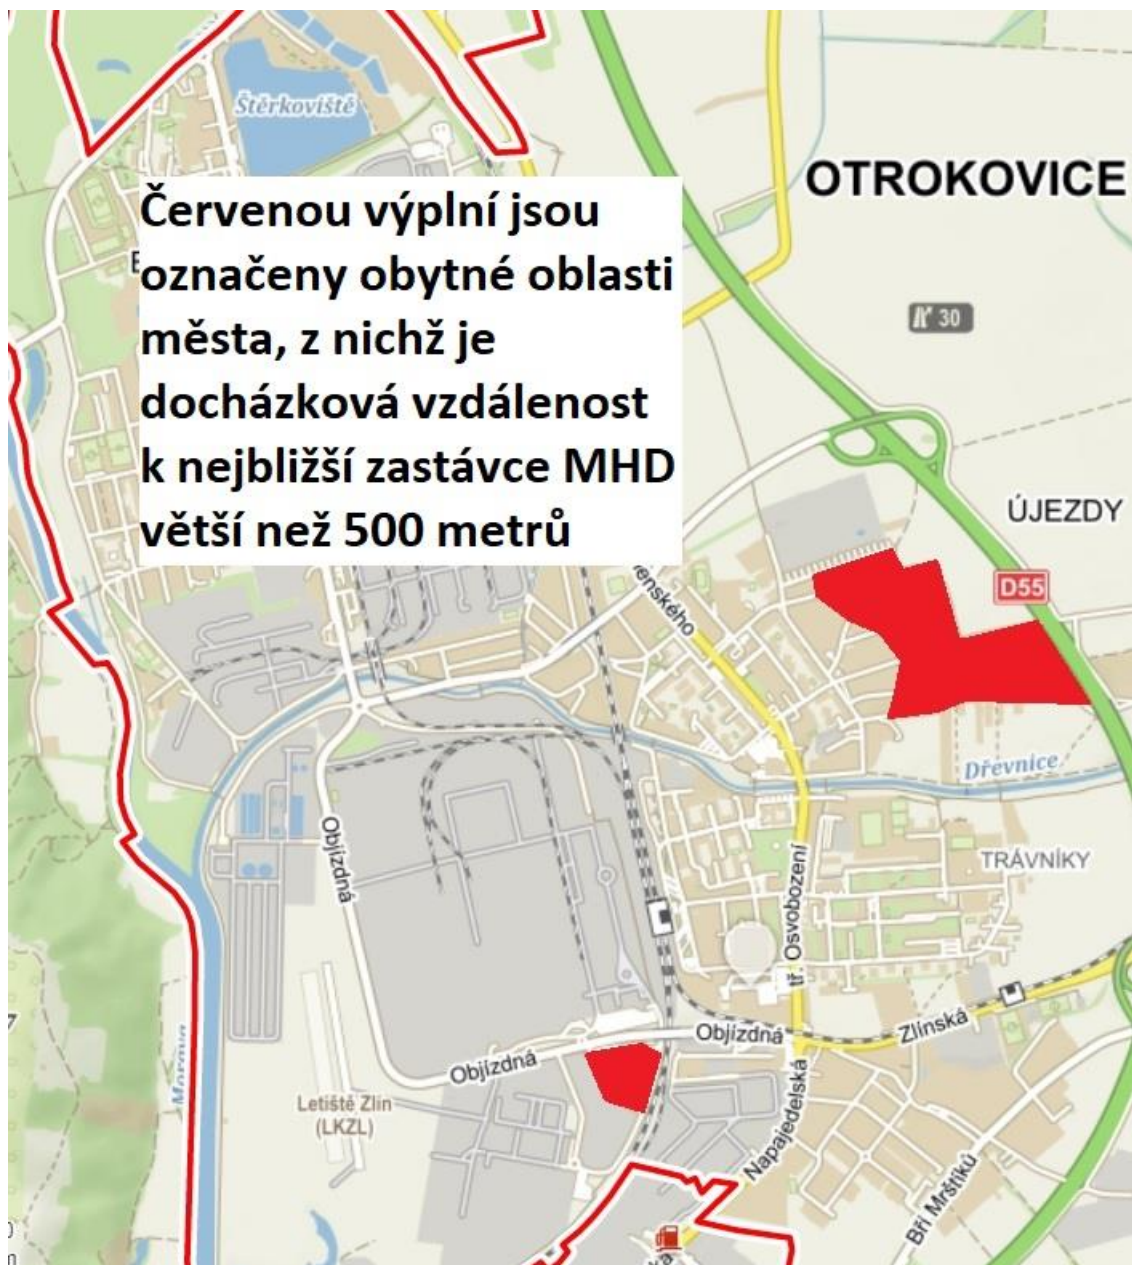 Štěrkoviště
OTROKOVICE
Červenou výplní jsou
označeny obytné oblasti
města, z nichž je
docházková vzdálenost
k nejbližší zastávce MHD
větší než 500 metrů
30
ÚJEZDY
D55
enského
Dřevnice
Objízdná
TRÁVNÍKY
tř. Osvobození
Morava
Objízdná
Zlínská
Objízdná
Letiště Zlín
(LKZL)
Napajedelská
Bří Mrštíků